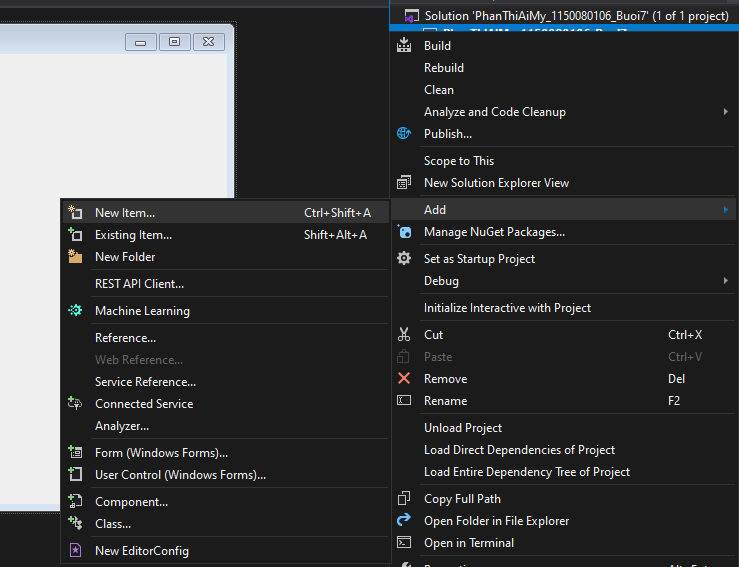 Solution 'PhanThiAiMy_1150080106_Buoi7' (1 of 1 project)
Build
Rebuild
Clean
Analyze and Code Cleanup
Publish...
Scope to This
New Solution Explorer View
Add
Manage NuGet Packages...
Set as Startup Project
Debug
Initialize Interactive with Project
Cut Ctrl+X
Paste Ctrl+V
Remove Del
Rename F2
Unload Project
Load Direct Dependencies of Project
Load Entire Dependency Tree of Project
Copy Full Path
Open Folder in File Explorer
Open in Terminal
New Item... Ctrl+Shift+A
Existing Item... Shift+Alt+A
New Folder
REST API Client...
Machine Learning
Reference...
Web Reference...
Service Reference...
Connected Service
Analyzer...
Form (Windows Forms)...
User Control (Windows Forms)...
Component...
Class...
New EditorConfig